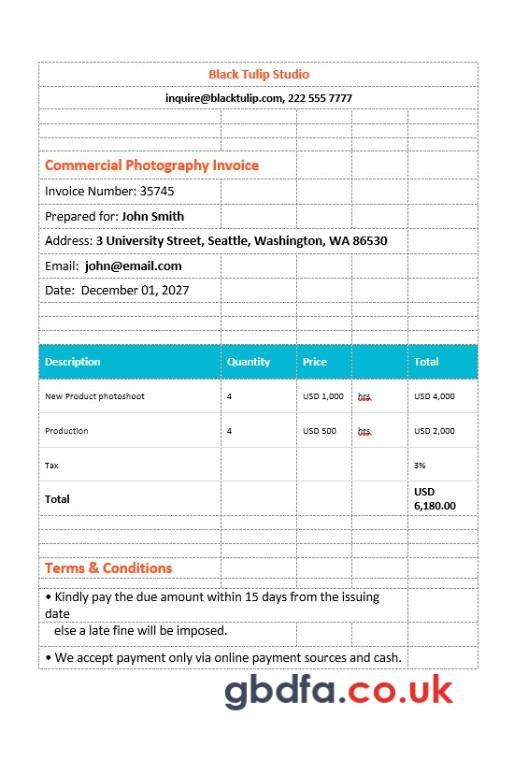 Black Tulip Studio
inquire@blacktulip.com, 222 555 7777
Commercial Photography Invoice
Invoice Number: 35745
Prepared for: John Smith
Address: 3 University Street, Seattle, Washington, WA 86530
Email: john@email.com
Date: December 01, 2027
Description Quantity Price Total
New Product photoshoot 4 USD 1,000 hrs. USD 4,000
Production 4 USD 500 hrs. USD 2,000
Tax 3%
Total USD
6,180.00
Terms & Conditions
• Kindly pay the due amount within 15 days from the issuing
date
else a late fine will be imposed.
• We accept payment only via online payment sources and cash.
gbdfa.co.uk